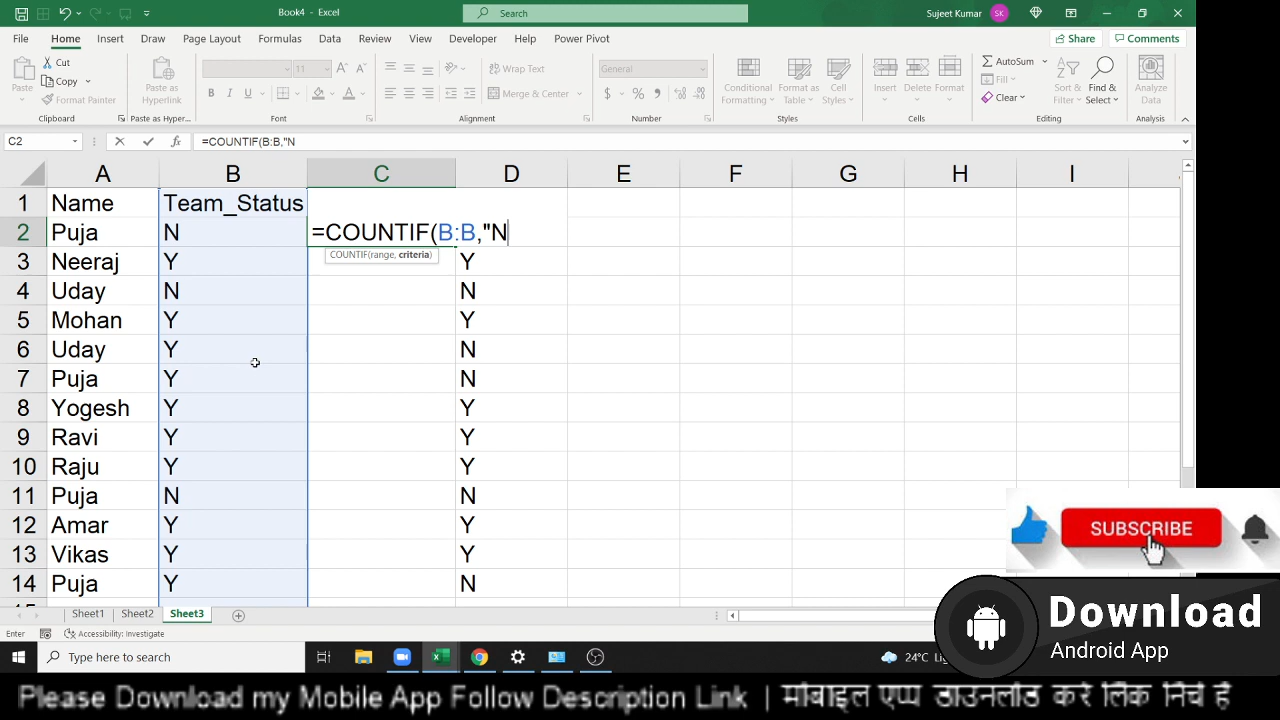 Book4 - Excel
Search
Sujeet Kumar SK
File Home Insert Draw Page Layout Formulas Data Review View Developer Help Power Pivot Share Comments
Paste Cut Copy Format Painter
Paste as Hyperlink
11 A A
B I U A
Wrap Text
Merge & Center
General
$ %
Conditional Formatting
Format as Table
Cell Styles
Insert Delete Format
AutoSum
Fill
Clear
Sort & Filter
Find & Select
Analyze Data
Clipboard Paste as Hyper... Font Alignment Number Styles Cells Editing Analysis
C2 fx =COUNTIF(B:B,"N
A B C D E F G H I
1 Name Team_Status
2 Puja N =COUNTIF(B:B,"N
COUNTIF(range, criteria)
3 Neeraj Y Y
4 Uday N N
5 Mohan Y Y
6 Uday Y N
7 Puja Y N
8 Yogesh Y Y
9 Ravi Y Y
10 Raju Y Y
11 Puja N N
12 Amar Y Y
13 Vikas Y Y
14 Puja Y N
SUBSCRIBE
Sheet1 Sheet2 Sheet3
Enter Accessibility: Investigate
Download
Android App
Type here to search
24°C
Please Download my Mobile App Follow Description Link | मोबाइल एप्प डाउनलोड करे लिंक निचे है